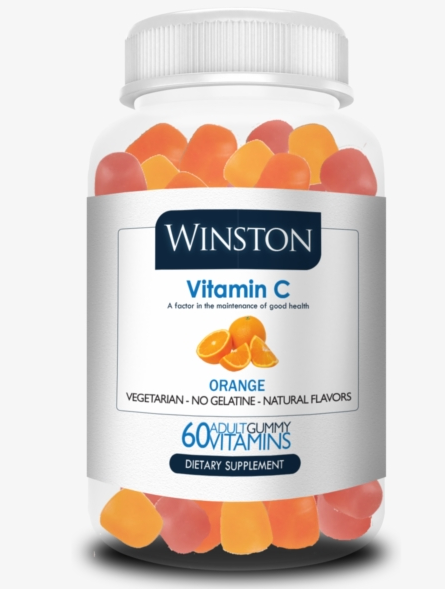 WINSTON
Vitamin C
A factor in the maintenance of good health
ORANGE
VEGETARIAN - NO GELATINE - NATURAL FLAVORS
60 ADULT GUMMY
VITAMINS
DIETARY SUPPLEMENT